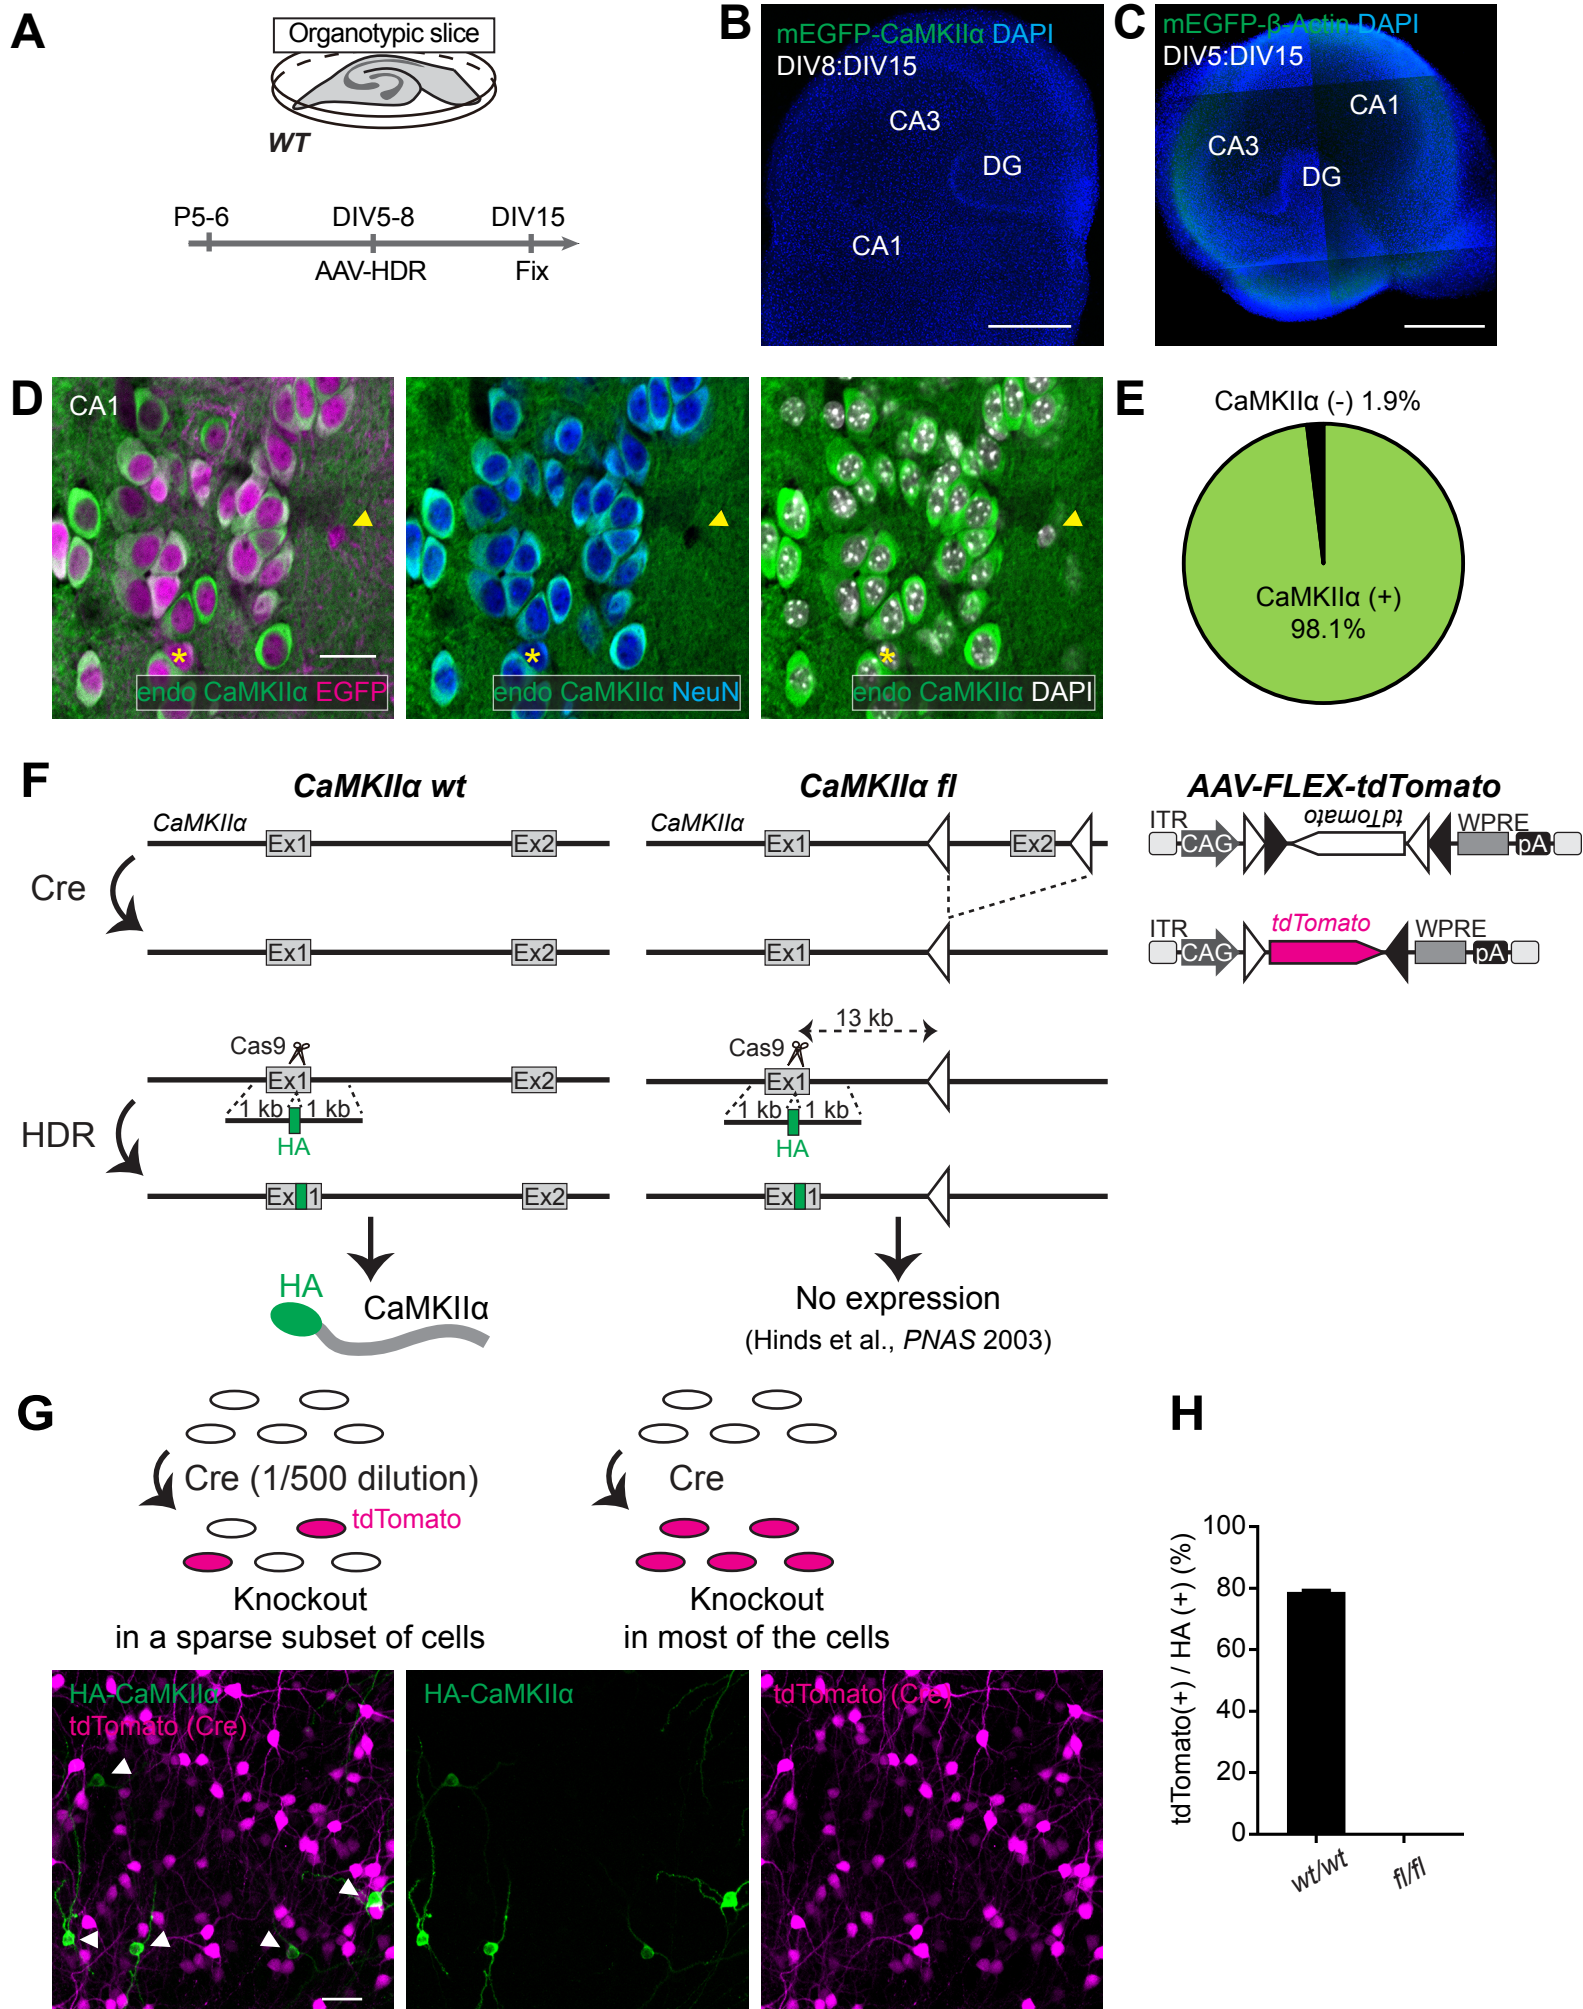 A
Organotypic slice
WT
P5-6
DIV5-8
DIV15
AAV-HDR
Fix
B
mEGFP-CaMKIIα DAPI
DIV8:DIV15
CA3
DG
CA1
C
mEGFP-β-Actin DAPI
DIV5:DIV15
CA1
CA3
DG
D
CA1
*
endo CaMKIIα EGFP
*
endo CaMKIIα NeuN
*
endo CaMKIIα DAPI
E
CaMKIIα (-) 1.9%
CaMKIIα (+)
98.1%
F
CaMKIIα wt
CaMKIIα
Ex1
Ex2
Cre
Ex1
Ex2
Cas9
Ex1
Ex2
1 kb
1 kb
HDR
HA
Ex 1
Ex2
HA
CaMKIIα
CaMKIIα fl
CaMKIIα
Ex1
Ex2
Ex1
13 kb
Cas9
Ex1
1 kb
1 kb
HA
Ex 1
No expression
(Hinds et al., PNAS 2003)
AAV-FLEX-tdTomato
ITR
CAG
tdTomato
WPRE
pA
ITR
CAG
tdTomato
WPRE
pA
G
Cre (1/500 dilution)
tdTomato
Knockout
in a sparse subset of cells
Cre
Knockout
in most of the cells
HA-CaMKIIα
tdTomato (Cre)
HA-CaMKIIα
tdTomato (Cre)
H
tdTomato(+) / HA (+) (%)
100
80
60
40
20
0
wt/wt
fl/fl